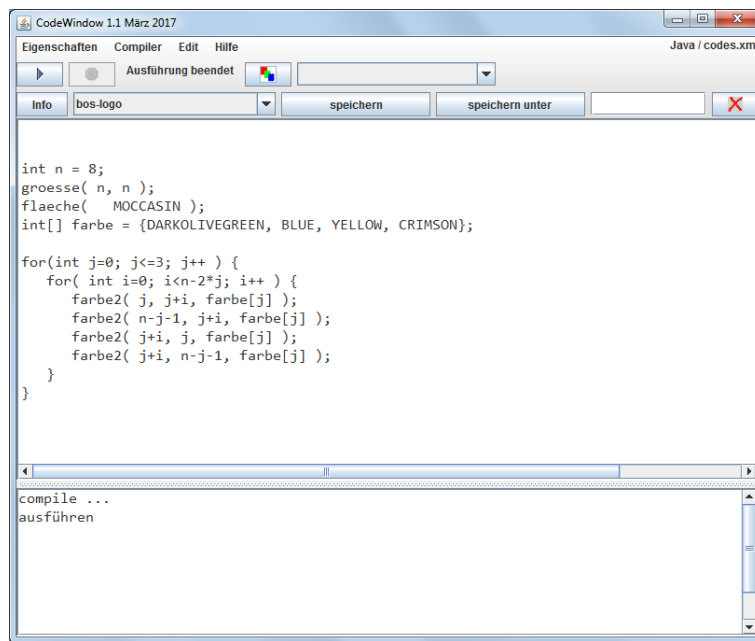 CodeWindow 1.1 März 2017
Eigenschaften Compiler Edit Hilfe Java / codes.xm
Ausführung beendet
Info bos-logo speichern speichern unter
int n = 8;
groesse( n, n );
flaeche(   MOCCASIN );
int[] farbe = {DARKOLIVEGREEN, BLUE, YELLOW, CRIMSON};
for(int j=0; j<=3; j++ ) {
   for( int i=0; i<n-2*j; i++ ) {
      farbe2( j, j+i, farbe[j] );
      farbe2( n-j-1, j+i, farbe[j] );
      farbe2( j+i, j, farbe[j] );
      farbe2( j+i, n-j-1, farbe[j] );
   }
}
compile ...
ausführen